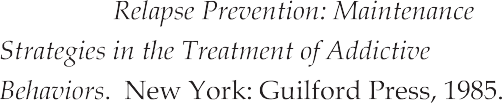 Relapse Prevention: Maintenance
Strategies in the Treatment of Addictive
Behaviors. New York: Guilford Press, 1985.